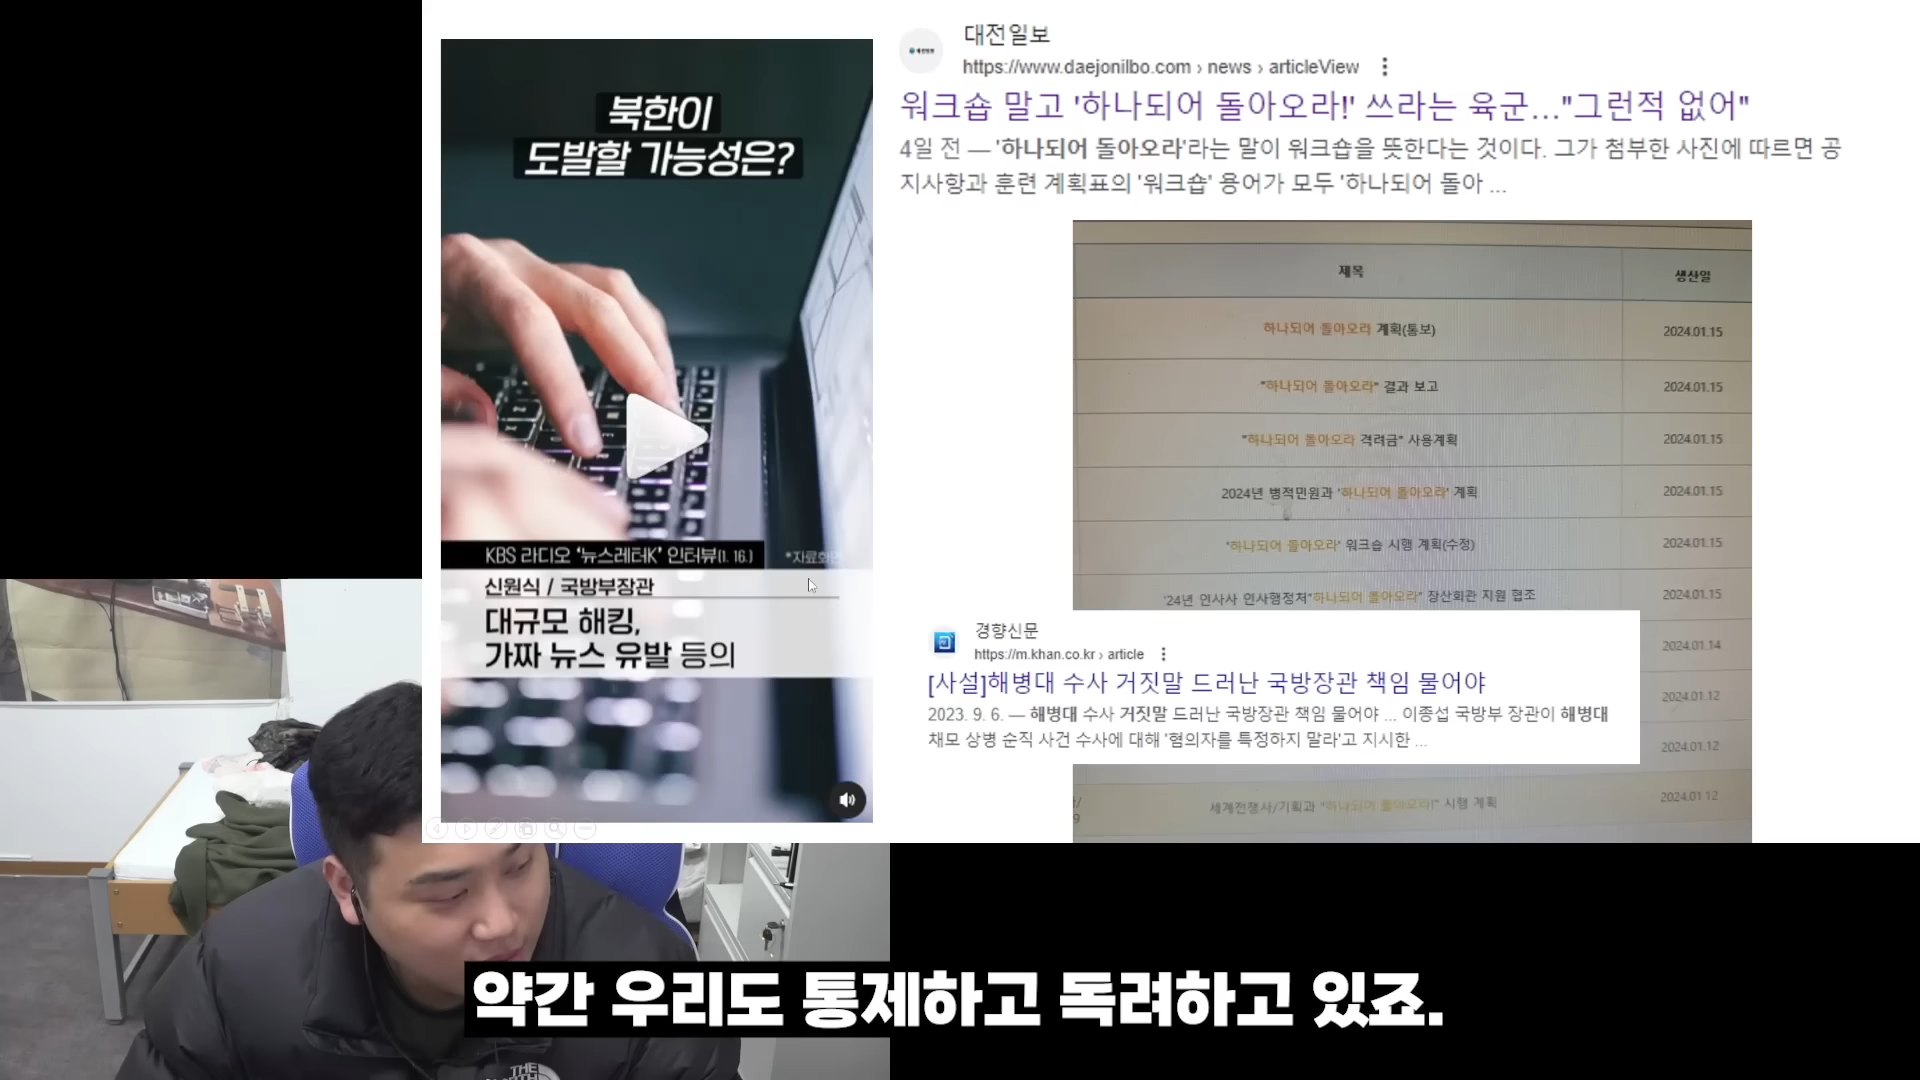 북한이
도발할 가능성은?
KBS 라디오 ‘뉴스레터K’ 인터뷰(1. 16.)
*자료화면
신원식 / 국방부장관
대규모 해킹,
가짜 뉴스 유발 등의
대전일보
https://www.daejonilbo.com › news › articleView
워크숍 말고 '하나되어 돌아오라!' 쓰라는 육군..."그런적 없어"
4일 전 — '하나되어 돌아오라'라는 말이 워크숍을 뜻한다는 것이다. 그가 첨부한 사진에 따르면 공
지사항과 훈련 계획표의 '워크숍' 용어가 모두 '하나되어 돌아 ...
제목 생산일
하나되어 돌아오라 계획(통보) 2024.01.15
"하나되어 돌아오라" 결과 보고 2024.01.15
"하나되어 돌아오라 격려금" 사용계획 2024.01.15
2024년 병적민원과 '하나되어 돌아오라' 계획 2024.01.15
'하나되어 돌아오라' 워크숍 시행 계획(수정) 2024.01.15
'24년 인사사 인사행정처"하나되어 돌아오라" 장산회관 지원 협조 2024.01.15
2024.01.14
2024.01.12
2024.01.12
세계전쟁사/기획과 "하나되어 돌아오라!" 시행 계획 2024.01.12
경향신문
https://m.khan.co.kr › article
[사설]해병대 수사 거짓말 드러난 국방장관 책임 물어야
2023. 9. 6. — 해병대 수사 거짓말 드러난 국방장관 책임 물어야 ... 이종섭 국방부 장관이 해병대
채모 상병 순직 사건 수사에 대해 '혐의자를 특정하지 말라'고 지시한 ...
THE
약간 우리도 통제하고 독려하고 있죠.